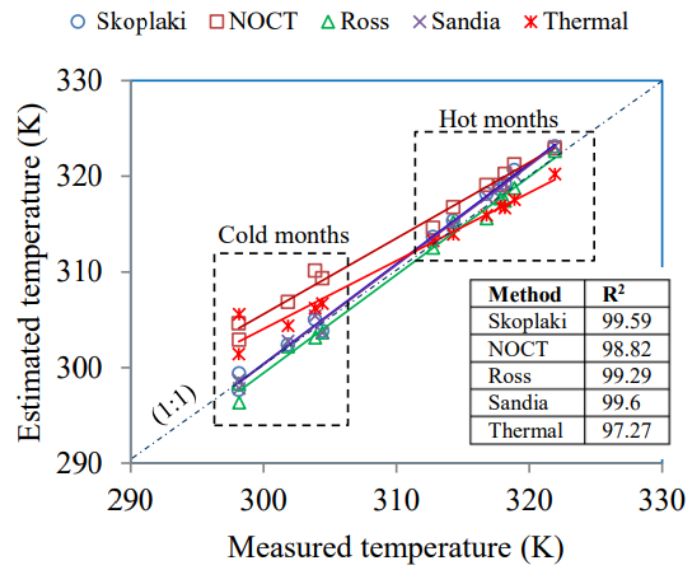 Skoplaki NOCT Ross Sandia Thermal
330
320
310
300
290
Estimated temperature (K)
Hot months
Cold months
(1:1)
Method R²
Skoplaki 99.59
NOCT 98.82
Ross 99.29
Sandia 99.6
Thermal 97.27
290 300 310 320 330
Measured temperature (K)